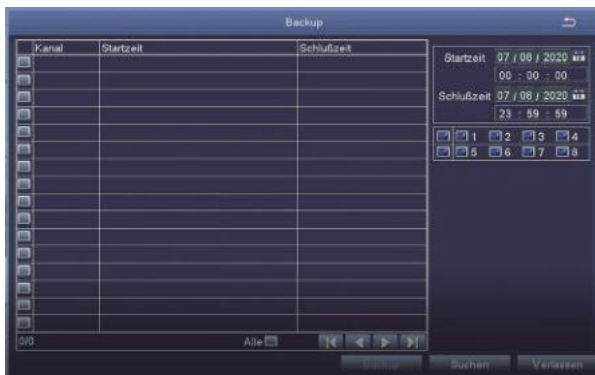 Backup
Kanal Startzeit Schlußzeit
Startzeit 07 / 08 / 2020
00 : 00 : 00
Schlußzeit 07 / 08 / 2020
23 : 59 : 59
1 2 3 4
5 6 7 8
0/0 Alle
Backup Suchen Verlassen